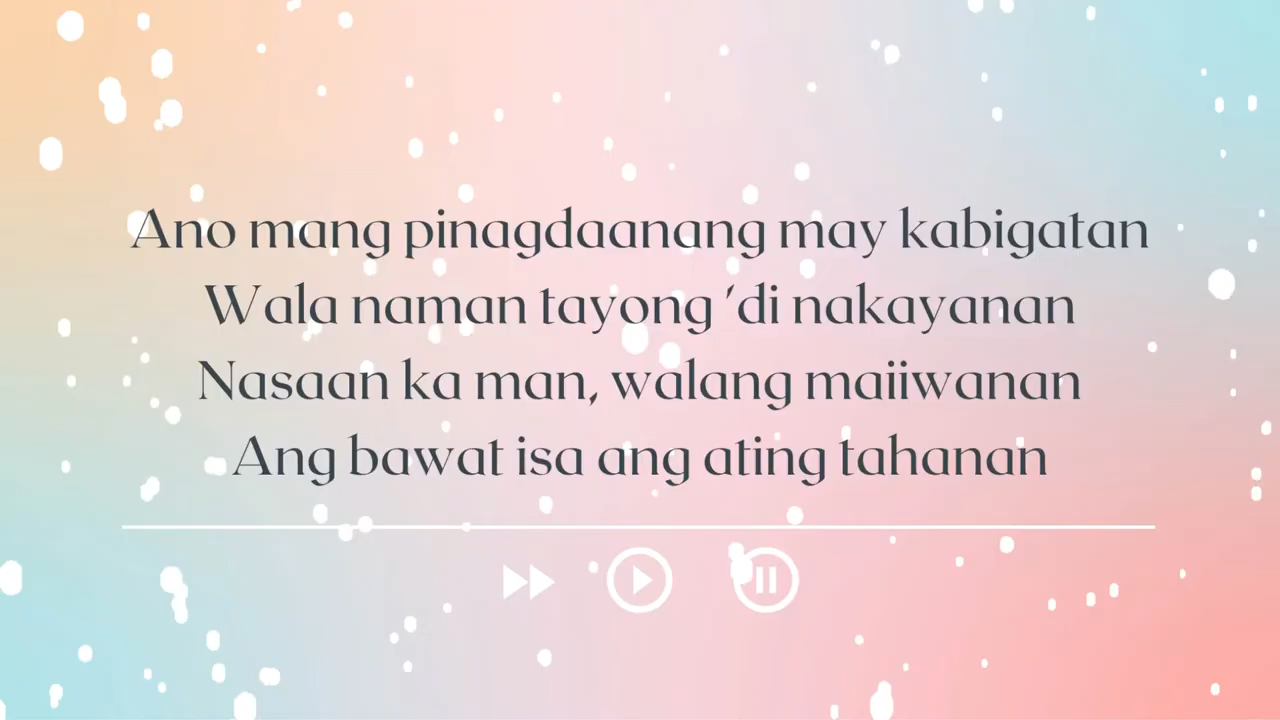 Ano mang pinagdaanang may kabigatan
Wala naman tayong 'di nakayanan
Nasaan ka man, walang maiiwanan
Ang bawat isa ang ating tahanan